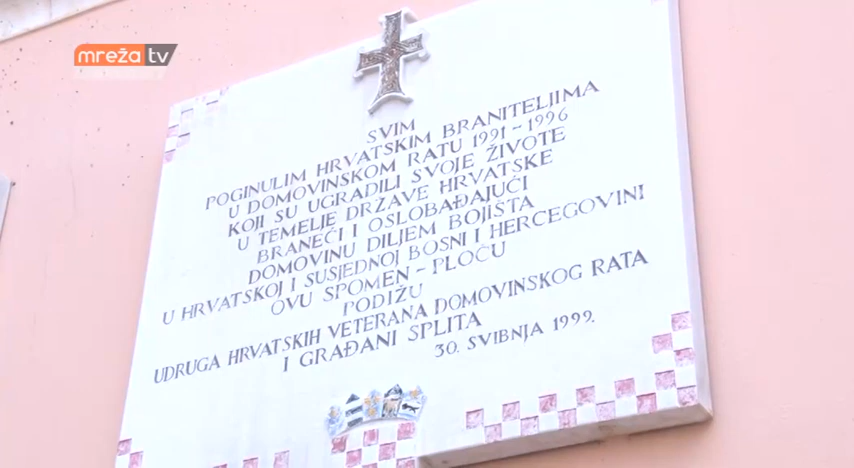 mreža tv
SVIM
POGINULIM HRVATSKIM BRANITELJIMA
U DOMOVINSKOM RATU 1991-1996
KOJI SU UGRADILI SVOJE ŽIVOTE
U TEMELJE DRŽAVE HRVATSKE
BRANEĆI I OSLOBAĐAJUĆI
DOMOVINU DILJEM BOJIŠTA
U HRVATSKOJ I SUSJEDNOJ BOSNI I HERCEGOVINI
OVU SPOMEN-PLOČU
PODIŽU
UDRUGA HRVATSKIH VETERANA DOMOVINSKOG RATA
I GRAĐANI SPLITA
30. SVIBNJA 1999.